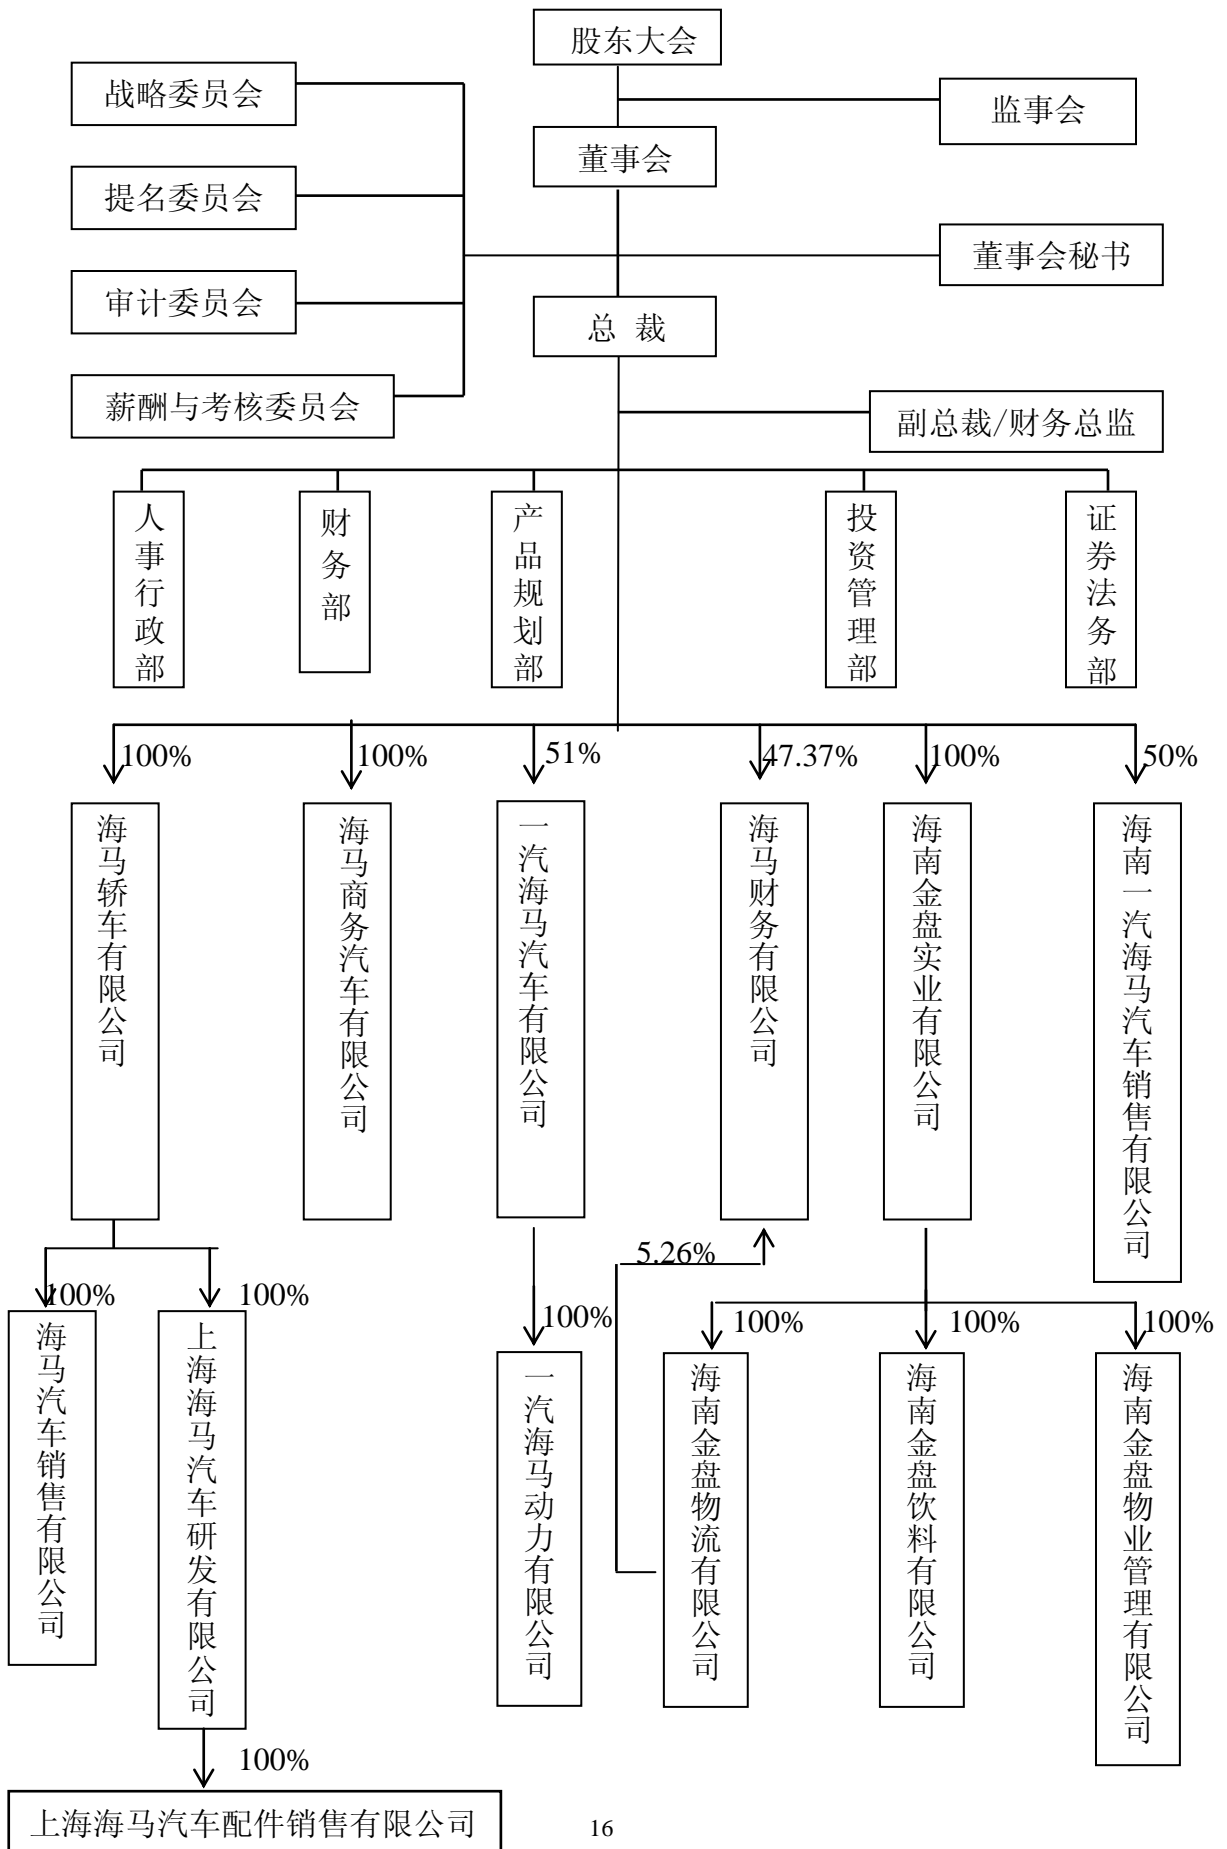 股东大会
战略委员会
监事会
董事会
提名委员会
董事会秘书
审计委员会
总 裁
薪酬与考核委员会
副总裁/财务总监
人事行政部
财务部
产品规划部
投资管理部
证券法务部
100%
100%
51%
47.37%
100%
50%
海马轿车有限公司
海马商务汽车有限公司
一汽海马汽车有限公司
海马财务有限公司
海南金盘实业有限公司
海南一汽海马汽车销售有限公司
5.26%
100%
100%
100%
100%
100%
100%
海马汽车销售有限公司
上海海马汽车研发有限公司
一汽海马动力有限公司
海南金盘物流有限公司
海南金盘饮料有限公司
海南金盘物业管理有限公司
100%
上海海马汽车配件销售有限公司
16